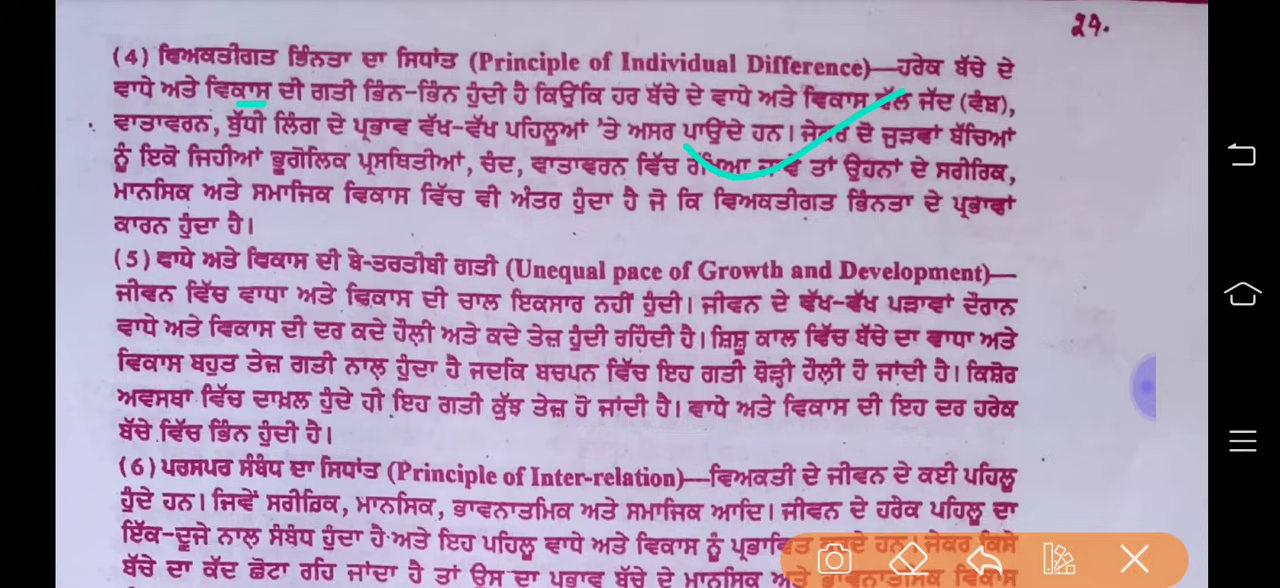 24.
(4) ਵਿਅਕਤੀਗਤ ਭਿੰਨਤਾ ਦਾ ਸਿਧਾਂਤ (Principle of Individual Difference)—ਹਰੇਕ ਬੱਚੇ ਦੇ
ਵਾਧੇ ਅਤੇ ਵਿਕਾਸ ਦੀ ਗਤੀ ਭਿੰਨ-ਭਿੰਨ ਹੁੰਦੀ ਹੈ ਕਿਉਂਕਿ ਹਰ ਬੱਚੇ ਦੇ ਵਾਧੇ ਅਤੇ ਵਿਕਾਸ ਵੱਲ ਜੱਦ (ਵੰਸ਼),
ਵਾਤਾਵਰਨ, ਬੁੱਧੀ ਲਿੰਗ ਦੇ ਪ੍ਰਭਾਵ ਵੱਖ-ਵੱਖ ਪਹਿਲੂਆਂ 'ਤੇ ਅਸਰ ਪਾਉਂਦੇ ਹਨ। ਜੇਕਰ ਦੋ ਜੁੜਵਾਂ ਬੱਚਿਆਂ
ਨੂੰ ਇਕੋ ਜਿਹੀਆਂ ਭੂਗੋਲਿਕ ਪ੍ਰਸਥਿਤੀਆਂ, ਚੰਦ, ਵਾਤਾਵਰਨ ਵਿੱਚ ਰੱਖਿਆ ਜਾਵੇ ਤਾਂ ਉਹਨਾਂ ਦੇ ਸਰੀਰਿਕ,
ਮਾਨਸਿਕ ਅਤੇ ਸਮਾਜਿਕ ਵਿਕਾਸ ਵਿੱਚ ਵੀ ਅੰਤਰ ਹੁੰਦਾ ਹੈ ਜੋ ਕਿ ਵਿਅਕਤੀਗਤ ਭਿੰਨਤਾ ਦੇ ਪ੍ਰਭਾਵਾਂ
ਕਾਰਨ ਹੁੰਦਾ ਹੈ।
(5) ਵਾਧੇ ਅਤੇ ਵਿਕਾਸ ਦੀ ਬੇ-ਤਰਤੀਬੀ ਗਤੀ (Unequal pace of Growth and Development)—
ਜੀਵਨ ਵਿੱਚ ਵਾਧਾ ਅਤੇ ਵਿਕਾਸ ਦੀ ਚਾਲ ਇਕਸਾਰ ਨਹੀਂ ਹੁੰਦੀ। ਜੀਵਨ ਦੇ ਵੱਖ-ਵੱਖ ਪੜਾਵਾਂ ਦੌਰਾਨ
ਵਾਧੇ ਅਤੇ ਵਿਕਾਸ ਦੀ ਦਰ ਕਦੇ ਹੌਲੀ ਅਤੇ ਕਦੇ ਤੇਜ਼ ਹੁੰਦੀ ਰਹਿੰਦੀ ਹੈ। ਸ਼ਿਸ਼ੂ ਕਾਲ ਵਿੱਚ ਬੱਚੇ ਦਾ ਵਾਧਾ ਅਤੇ
ਵਿਕਾਸ ਬਹੁਤ ਤੇਜ਼ ਗਤੀ ਨਾਲ ਹੁੰਦਾ ਹੈ ਜਦਕਿ ਬਚਪਨ ਵਿੱਚ ਇਹ ਗਤੀ ਥੋੜ੍ਹੀ ਹੌਲੀ ਹੋ ਜਾਂਦੀ ਹੈ। ਕਿਸ਼ੋਰ
ਅਵਸਥਾ ਵਿੱਚ ਦਾਖ਼ਲ ਹੁੰਦੇ ਹੀ ਇਹ ਗਤੀ ਕੁੱਝ ਤੇਜ਼ ਹੋ ਜਾਂਦੀ ਹੈ। ਵਾਧੇ ਅਤੇ ਵਿਕਾਸ ਦੀ ਇਹ ਦਰ ਹਰੇਕ
ਬੱਚੇ ਵਿੱਚ ਭਿੰਨ ਹੁੰਦੀ ਹੈ।
(6) ਪਰਸਪਰ ਸੰਬੰਧ ਦਾ ਸਿਧਾਂਤ (Principle of Inter-relation)—ਵਿਅਕਤੀ ਦੇ ਜੀਵਨ ਦੇ ਕਈ ਪਹਿਲੂ
ਹੁੰਦੇ ਹਨ। ਜਿਵੇਂ ਸਰੀਰਿਕ, ਮਾਨਸਿਕ, ਭਾਵਨਾਤਮਿਕ ਅਤੇ ਸਮਾਜਿਕ ਆਦਿ। ਜੀਵਨ ਦੇ ਹਰੇਕ ਪਹਿਲੂ ਦਾ
ਇੱਕ-ਦੂਜੇ ਨਾਲ ਸੰਬੰਧ ਹੁੰਦਾ ਹੈ ਅਤੇ ਇਹ ਪਹਿਲੂ ਵਾਧੇ ਅਤੇ ਵਿਕਾਸ ਨੂੰ ਪ੍ਰਭਾਵਿਤ ਕਰਦੇ ਹਨ। ਜੇਕਰ ਕਿਸੇ
ਬੱਚੇ ਦਾ ਕੱਦ ਛੋਟਾ ਰਹਿ ਜਾਂਦਾ ਹੈ ਤਾਂ ਉਸ ਦਾ ਪ੍ਰਭਾਵ ਬੱਚੇ ਦੇ ਮਾਨਸਿਕ ਅਤੇ ਭਾਵਨਾਤਮਿਕ ਵਿਕਾਸ